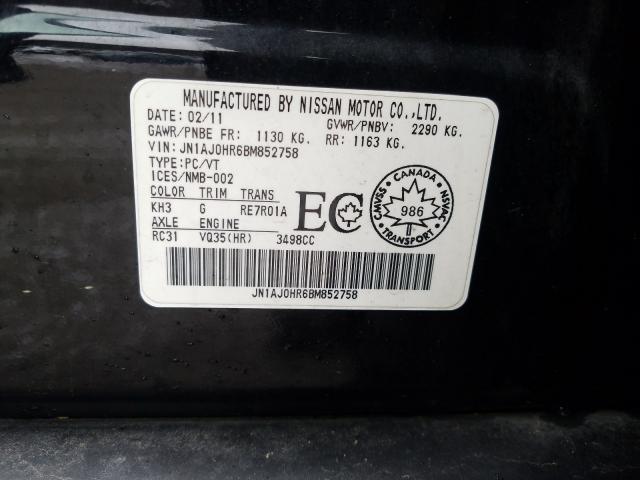 MANUFACTURED BY NISSAN MOTOR CO.,LTD.
DATE: 02/11 GVWR/PNBV: 2290 KG.
GAWR/PNBE FR: 1130 KG. RR: 1163 KG.
VIN: JN1AJ0HR6BM852758
TYPE: PC/VT
ICES/NMB-002
COLOR TRIM TRANS
KH3 G RE7R01A
AXLE ENGINE
RC31 VQ35(HR) 3498CC
EC
CANADA
CMVSS
NSVAC
986
TRANSPORT
JN1AJ0HR6BM852758